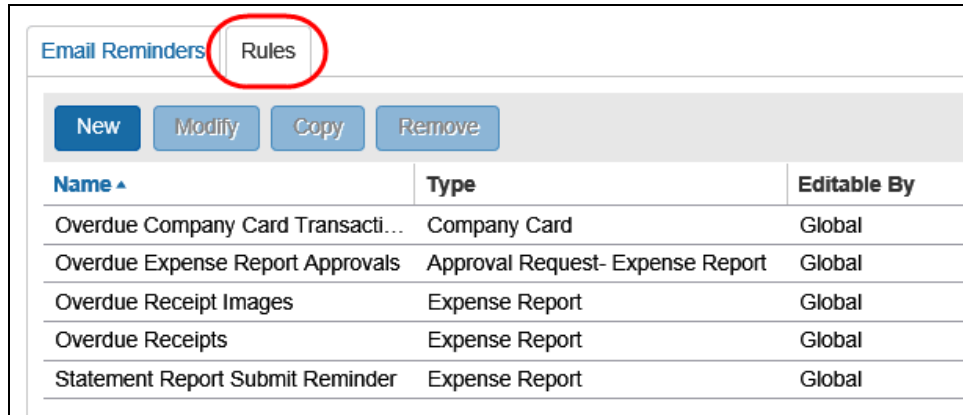 Email Reminders Rules
New Modify Copy Remove
Name Type Editable By
Overdue Company Card Transacti... Company Card Global
Overdue Expense Report Approvals Approval Request- Expense Report Global
Overdue Receipt Images Expense Report Global
Overdue Receipts Expense Report Global
Statement Report Submit Reminder Expense Report Global